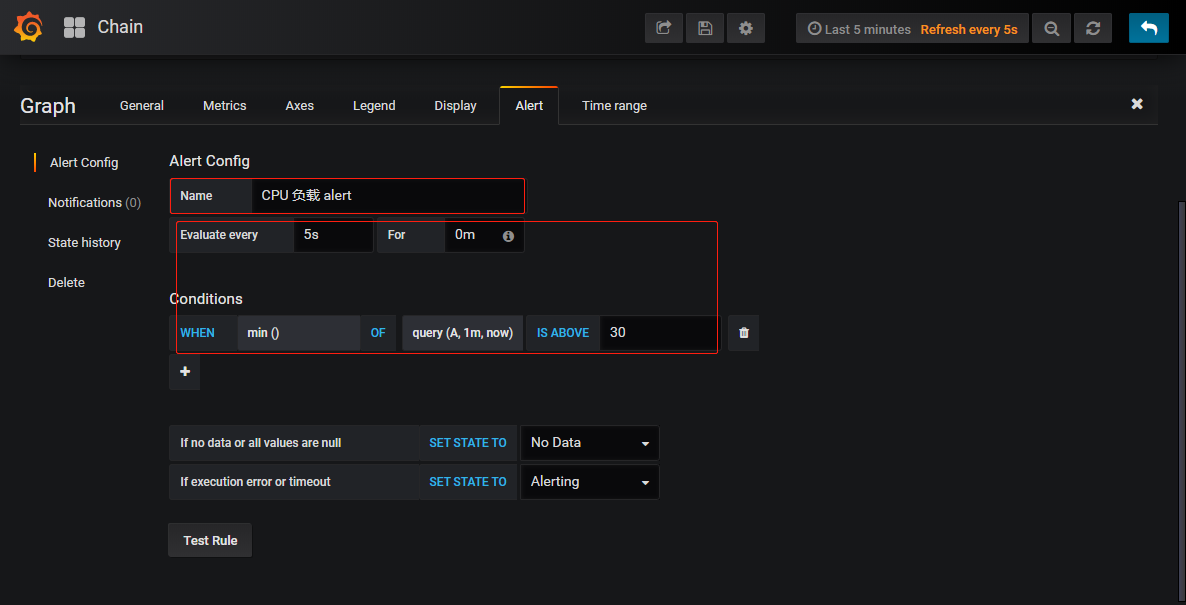 Chain
Last 5 minutes Refresh every 5s
Graph General Metrics Axes Legend Display Alert Time range
Alert Config
Notifications (0)
State history
Delete
Alert Config
Name CPU 负载 alert
Evaluate every 5s For 0m
Conditions
WHEN min () OF query (A, 1m, now) IS ABOVE 30
If no data or all values are null SET STATE TO No Data
If execution error or timeout SET STATE TO Alerting
Test Rule